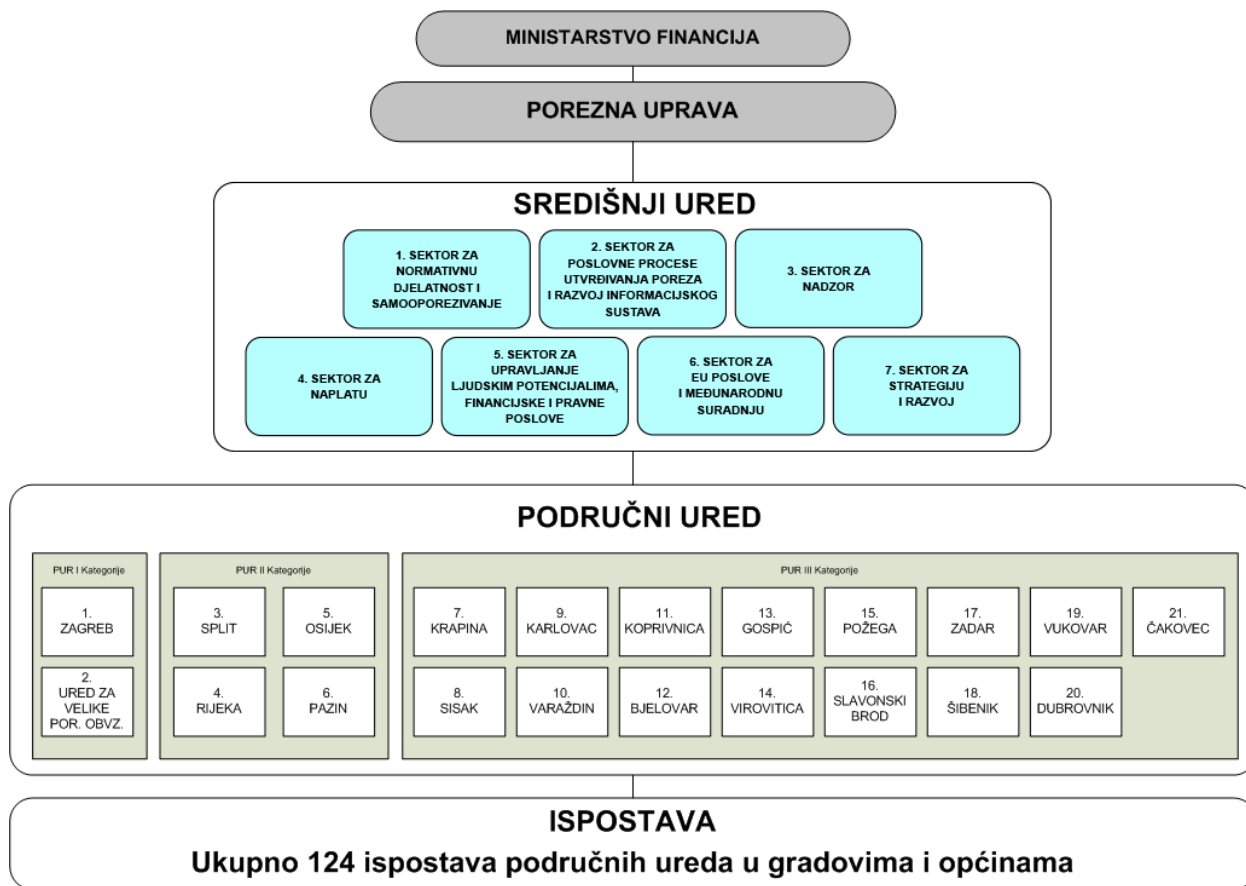 MINISTARSTVO FINANCIJA
POREZNA UPRAVA
SREDIŠNJI URED
1. SEKTOR ZA
NORMATIVNU
DJELATNOST I
SAMOOPOREZIVANJE
2. SEKTOR ZA
POSLOVNE PROCESE
UTVRĐIVANJA POREZA
I RAZVOJ INFORMACIJSKOG
SUSTAVA
3. SEKTOR ZA
NADZOR
4. SEKTOR ZA
NAPLATU
5. SEKTOR ZA
UPRAVLJANJE
LJUDSKIM POTENCIJALIMA,
FINANCIJSKE I PRAVNE
POSLOVE
6. SEKTOR ZA
EU POSLOVE
I MEĐUNARODNU
SURADNJU
7. SEKTOR ZA
STRATEGIJU
I RAZVOJ
PODRUČNI URED
PUR I Kategorije
1.
ZAGREB
2.
URED ZA
VELIKE
POR. OBVZ.
PUR II Kategorije
3.
SPLIT
5.
OSIJEK
4.
RIJEKA
6.
PAZIN
PUR III Kategorije
7.
KRAPINA
9.
KARLOVAC
11.
KOPRIVNICA
13.
GOSPIĆ
15.
POŽEGA
17.
ZADAR
19.
VUKOVAR
21.
ČAKOVEC
8.
SISAK
10.
VARAŽDIN
12.
BJELOVAR
14.
VIROVITICA
16.
SLAVONSKI
BROD
18.
ŠIBENIK
20.
DUBROVNIK
ISPOSTAVA
Ukupno 124 ispostava područnih ureda u gradovima i općinama